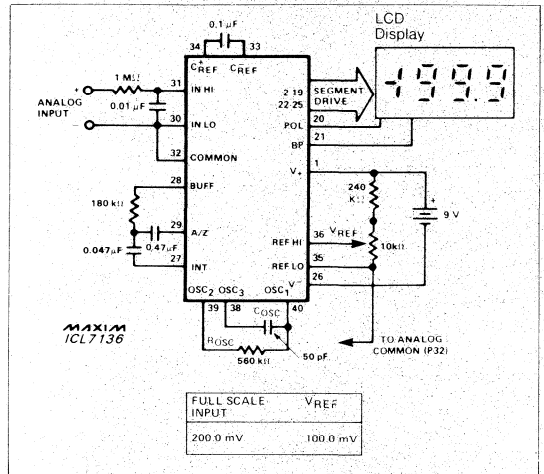 LCD
Display
0.1 µF
34 33
C+REF C-REF
1 MΩ
31
IN HI
+
ANALOG
INPUT
0.01 µF
30
IN LO
-
32
COMMON
28
BUFF
180 kΩ
29
A/Z
0.047µF
0.47µF
27
INT
2 19
22-25
SEGMENT
DRIVE
-199.9
20
POL
21
BP
1
V+
240
KΩ
+
9 V
36
REF HI
VREF
10kΩ
35
REF LO
26
V-
OSC2 OSC3 OSC1
39 38 40
COSC
ROSC
50 pF
560 kΩ
TO ANALOG
COMMON (P32)
MAXIM
ICL7136
FULL SCALE VREF
INPUT
200.0 mV 100.0 mV